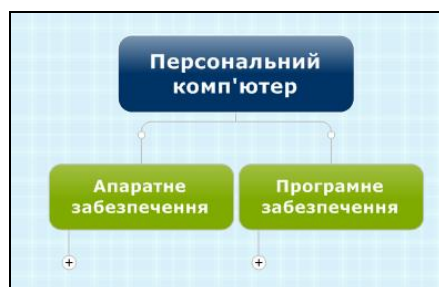 Персональний
комп'ютер
Апаратне
забезпечення
Програмне
забезпечення